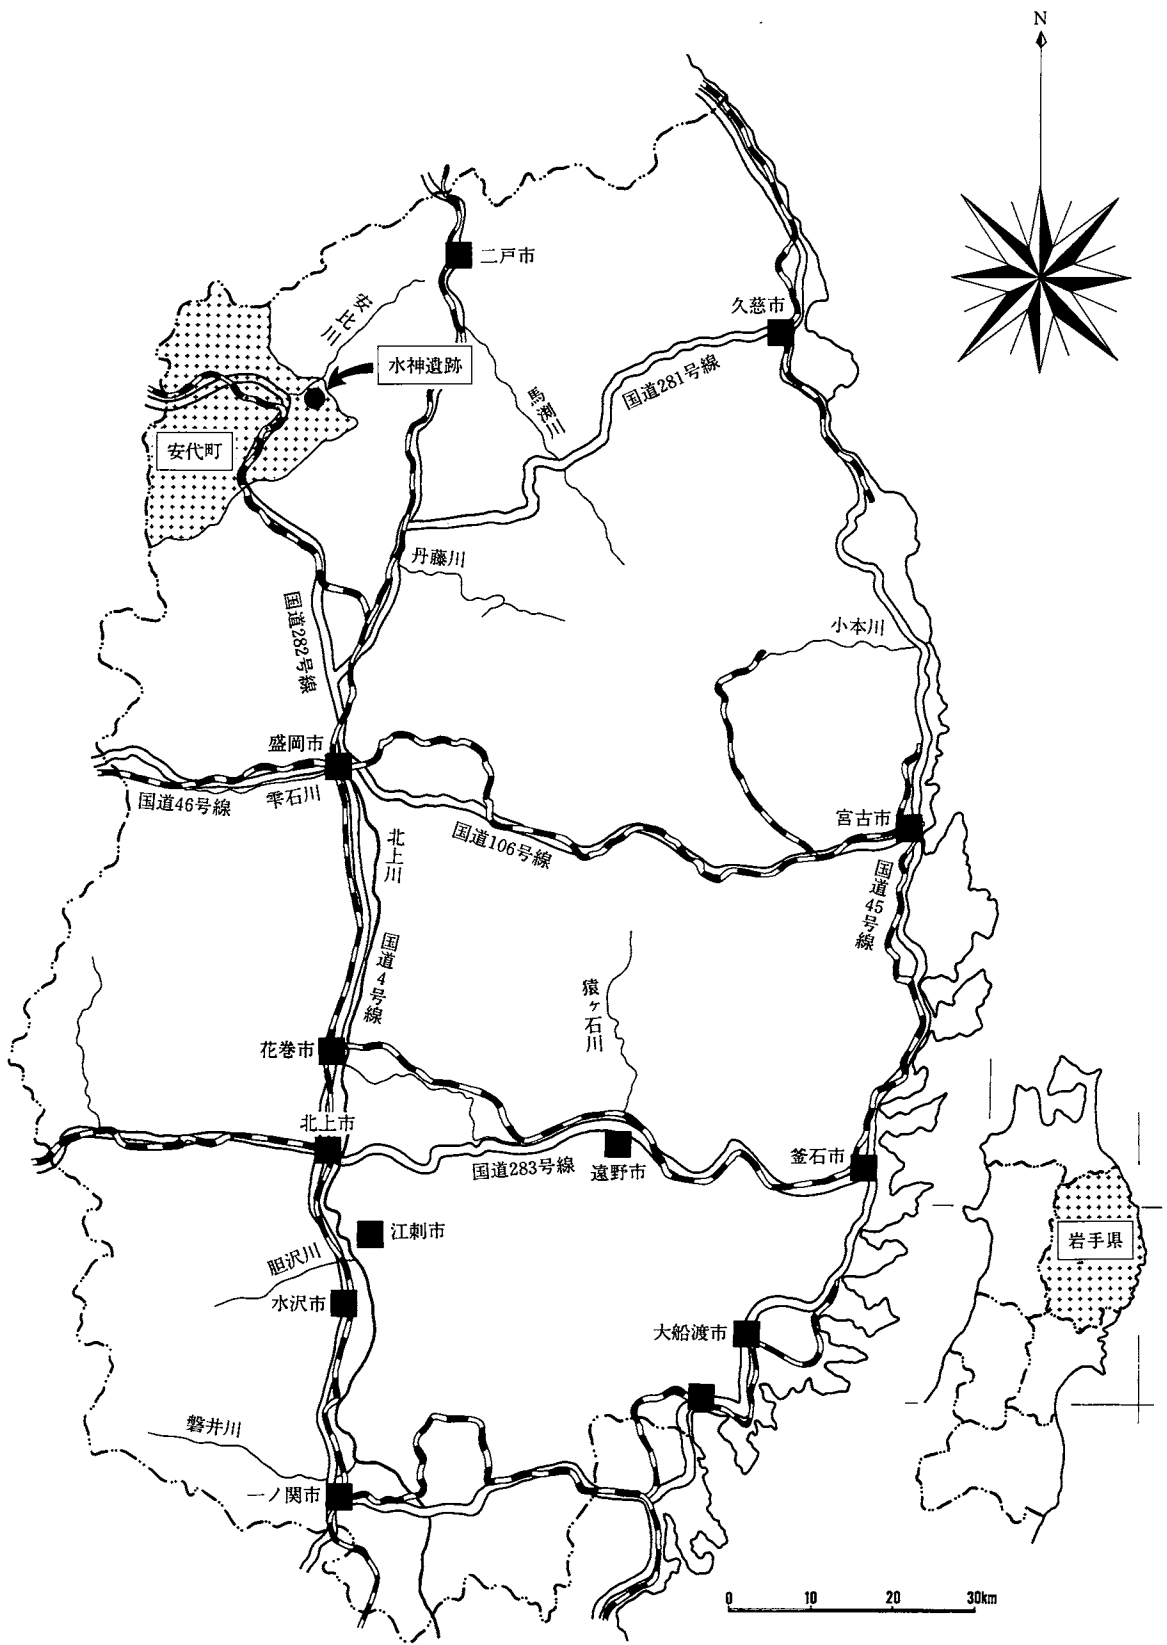 N
二戸市
久慈市
安比川
水神遺跡
国道281号線
馬渕川
安代町
丹藤川
国道282号線
小本川
盛岡市
国道46号線
雫石川
国道106号線
宮古市
北上川
国道45号線
国道4号線
猿ヶ石川
花巻市
北上市
国道283号線
遠野市
釜石市
江刺市
岩手県
胆沢川
水沢市
大船渡市
磐井川
一ノ関市
0 10 20 30km